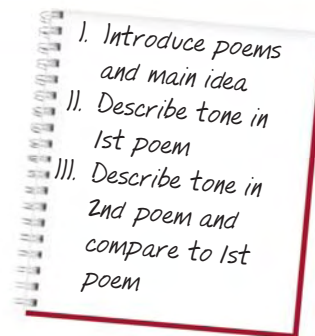 I. Introduce poems
and main idea
II. Describe tone in
1st poem
III. Describe tone in
2nd poem and
compare to 1st
poem